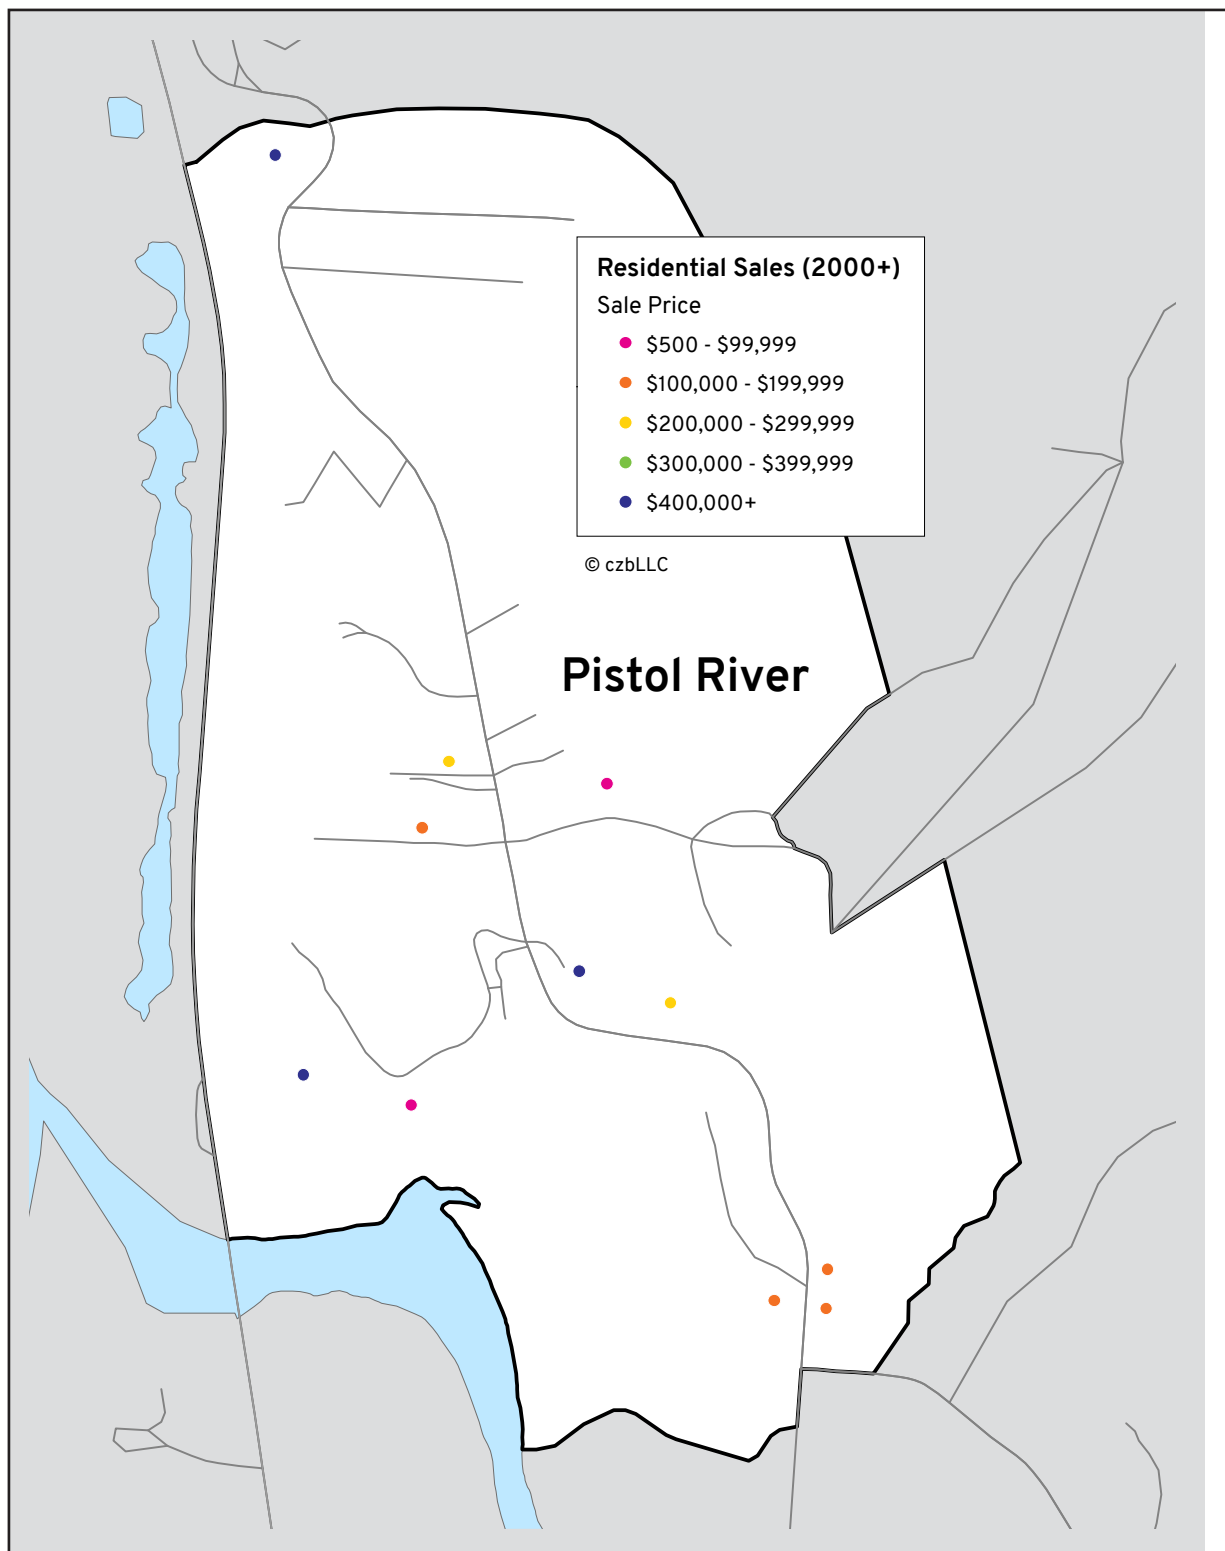 Residential Sales (2000+)
Sale Price
$500 - $99,999
$100,000 - $199,999
$200,000 - $299,999
$300,000 - $399,999
$400,000+
© czbLLC
Pistol River